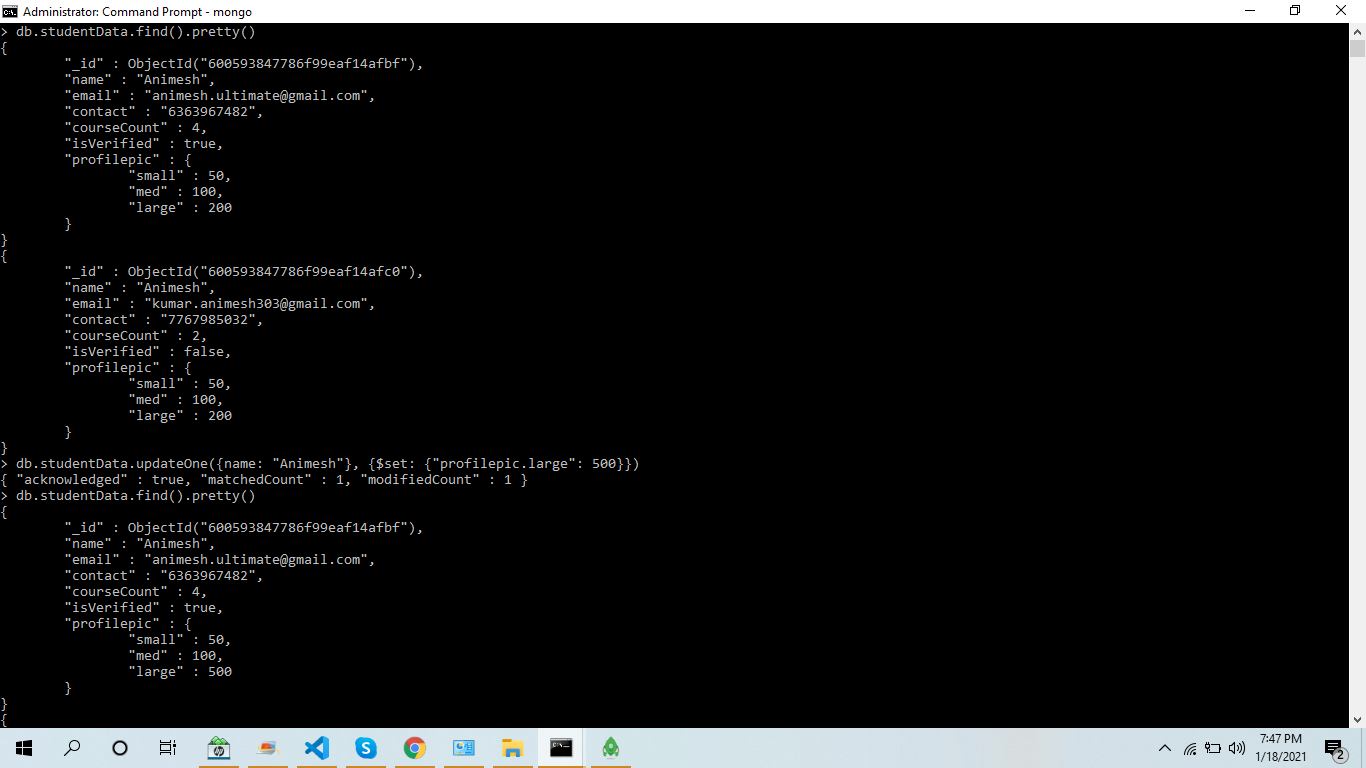 Administrator: Command Prompt - mongo
> db.studentData.find().pretty()
{
        "_id" : ObjectId("600593847786f99eaf14afbf"),
        "name" : "Animesh",
        "email" : "animesh.ultimate@gmail.com",
        "contact" : "6363967482",
        "courseCount" : 4,
        "isVerified" : true,
        "profilepic" : {
                "small" : 50,
                "med" : 100,
                "large" : 200
        }
}
{
        "_id" : ObjectId("600593847786f99eaf14afc0"),
        "name" : "Animesh",
        "email" : "kumar.animesh303@gmail.com",
        "contact" : "7767985032",
        "courseCount" : 2,
        "isVerified" : false,
        "profilepic" : {
                "small" : 50,
                "med" : 100,
                "large" : 200
        }
}
> db.studentData.updateOne({name: "Animesh"}, {$set: {"profilepic.large": 500}})
{ "acknowledged" : true, "matchedCount" : 1, "modifiedCount" : 1 }
> db.studentData.find().pretty()
{
        "_id" : ObjectId("600593847786f99eaf14afbf"),
        "name" : "Animesh",
        "email" : "animesh.ultimate@gmail.com",
        "contact" : "6363967482",
        "courseCount" : 4,
        "isVerified" : true,
        "profilepic" : {
                "small" : 50,
                "med" : 100,
                "large" : 500
        }
}
{
7:47 PM
1/18/2021
2